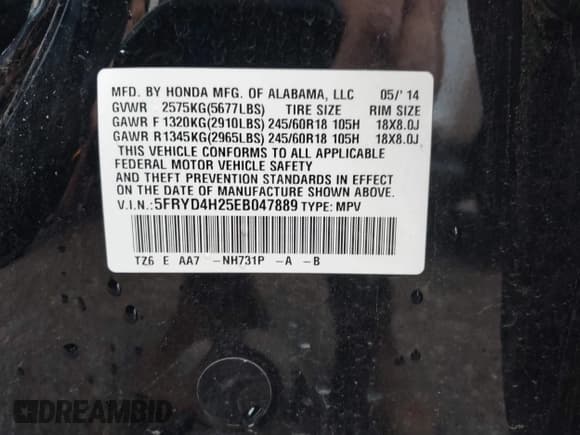 MFD. BY HONDA MFG. OF ALABAMA, LLC 05/' 14
GVWR 2575KG(5677LBS) TIRE SIZE RIM SIZE
GAWR F 1320KG(2910LBS) 245/60R18 105H 18X8.0J
GAWR R 1345KG(2965LBS) 245/60R18 105H 18X8.0J
THIS VEHICLE CONFORMS TO ALL APPLICABLE
FEDERAL MOTOR VEHICLE SAFETY
AND THEFT PREVENTION STANDARDS IN EFFECT
ON THE DATE OF MANUFACTURE SHOWN ABOVE.
V.I.N.: 5FRYD4H25EB047889 TYPE: MPV
TZ6 E AA7 -NH731P -A -B
DREAMBID